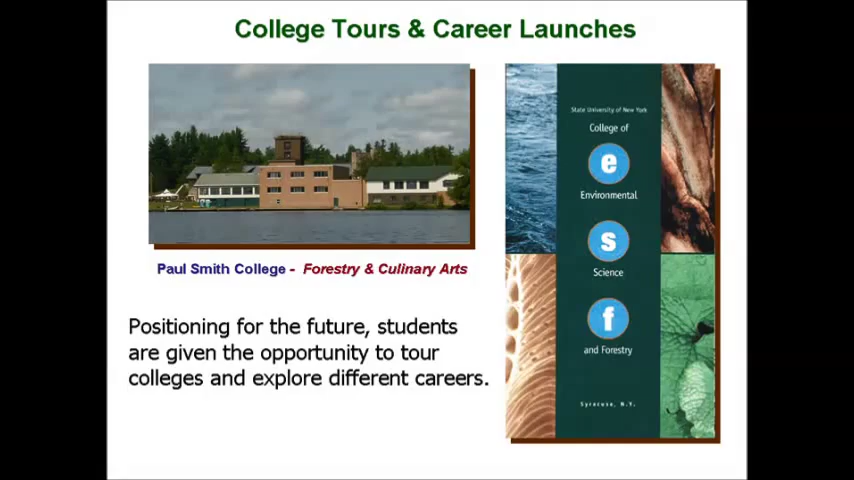 College Tours & Career Launches
State University of New York
College of
e
Environmental
s
Science
f
and Forestry
Syracuse, N.Y.
Paul Smith College - Forestry & Culinary Arts
Positioning for the future, students
are given the opportunity to tour
colleges and explore different careers.